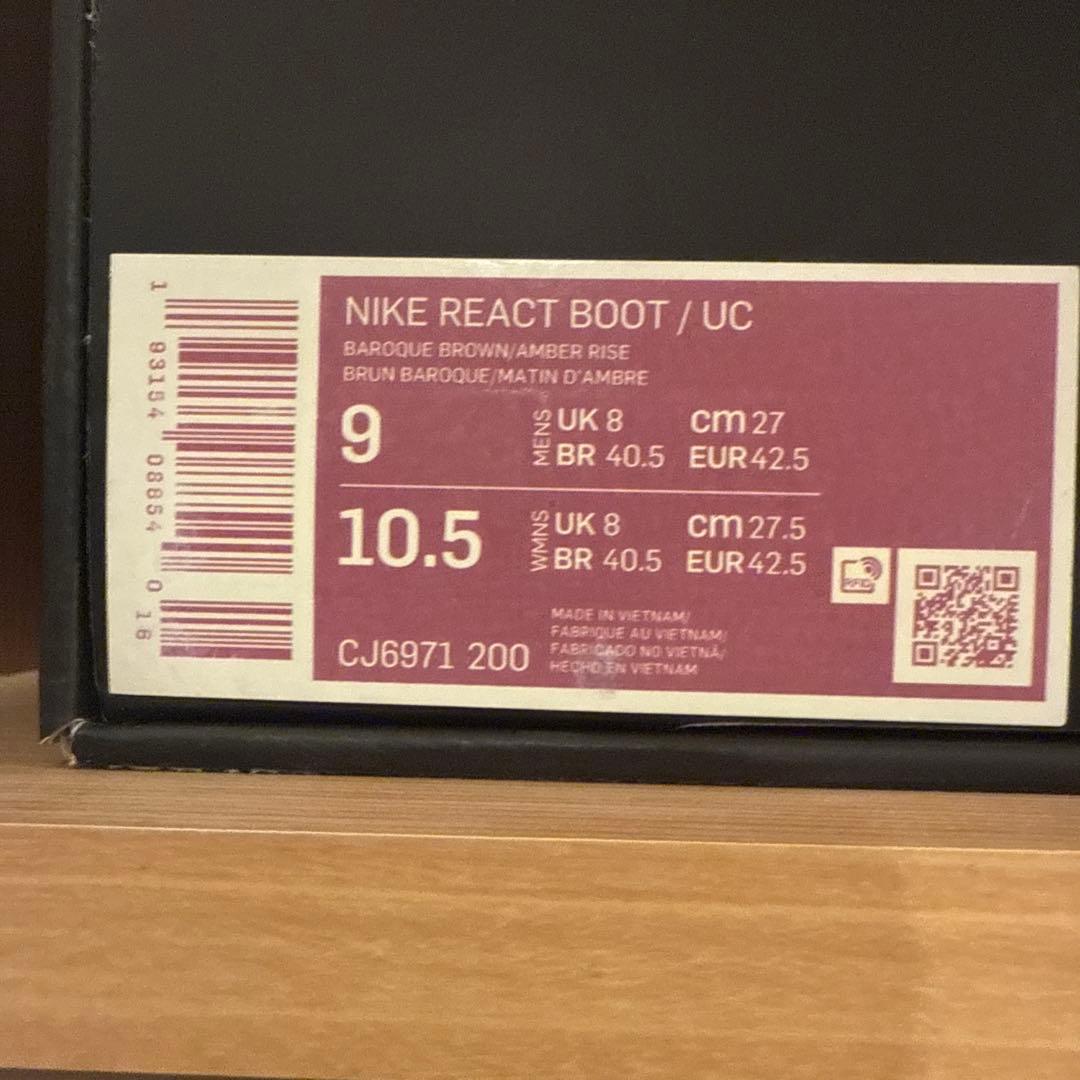 NIKE REACT BOOT / UC
BAROQUE BROWN/AMBER RISE
BRUN BAROQUE/MATIN D'AMBRE
9
MENS
UK 8 cm 27
BR 40.5 EUR 42.5
10.5
WMNS
UK 8 cm 27.5
BR 40.5 EUR 42.5
RFID
CJ6971 200
MADE IN VIETNAM/
FABRIQUE AU VIETNAM/
FABRICADO NO VIETNÃ/
HECHO EN VIETNAM
1 93154 08854 0 16